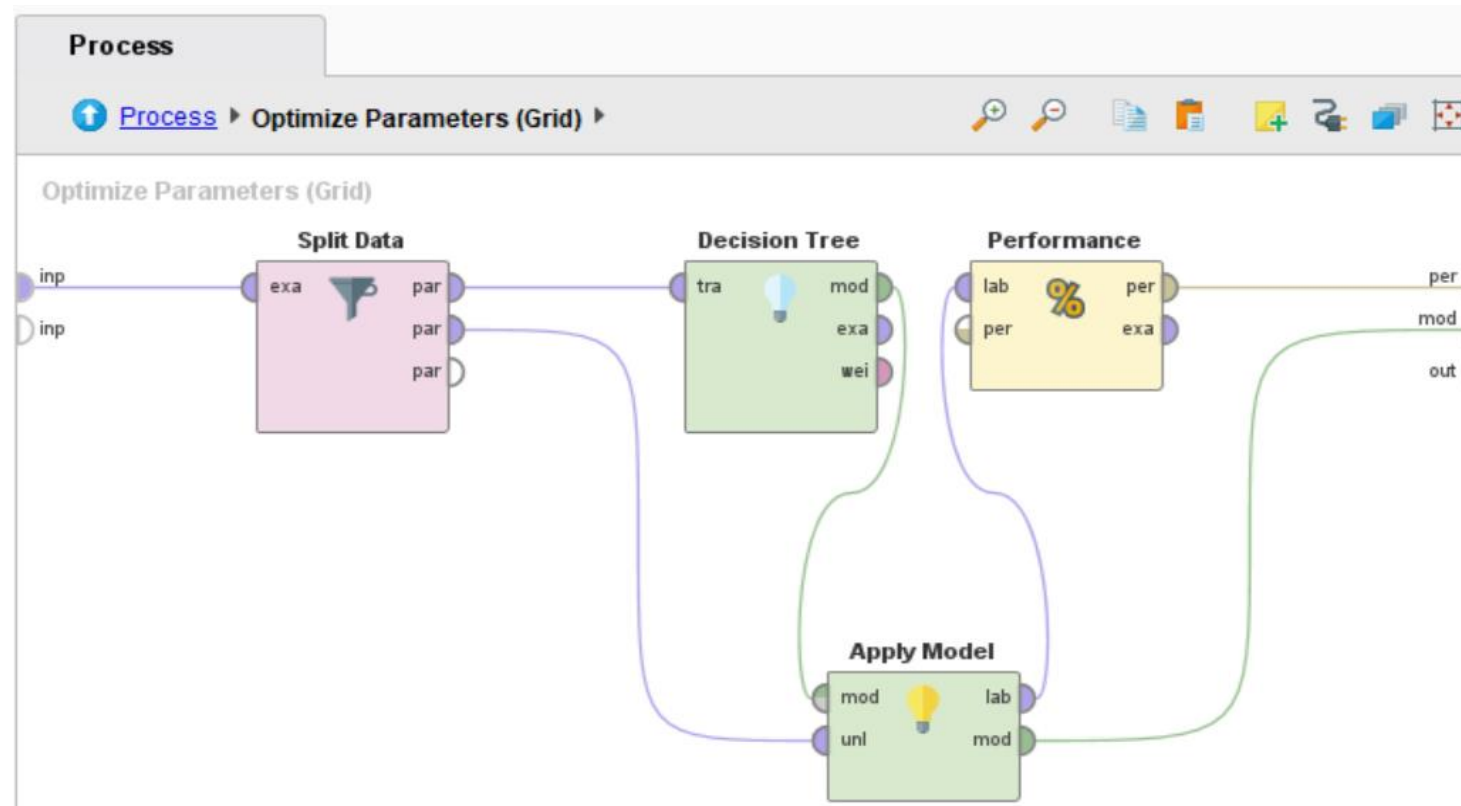 Process
Process Optimize Parameters (Grid)
Optimize Parameters (Grid)
Split Data
Decision Tree
Performance
inp
exa
par
tra
mod
lab
per
per
inp
par
exa
per
exa
mod
par
wei
out
Apply Model
mod
lab
unl
mod